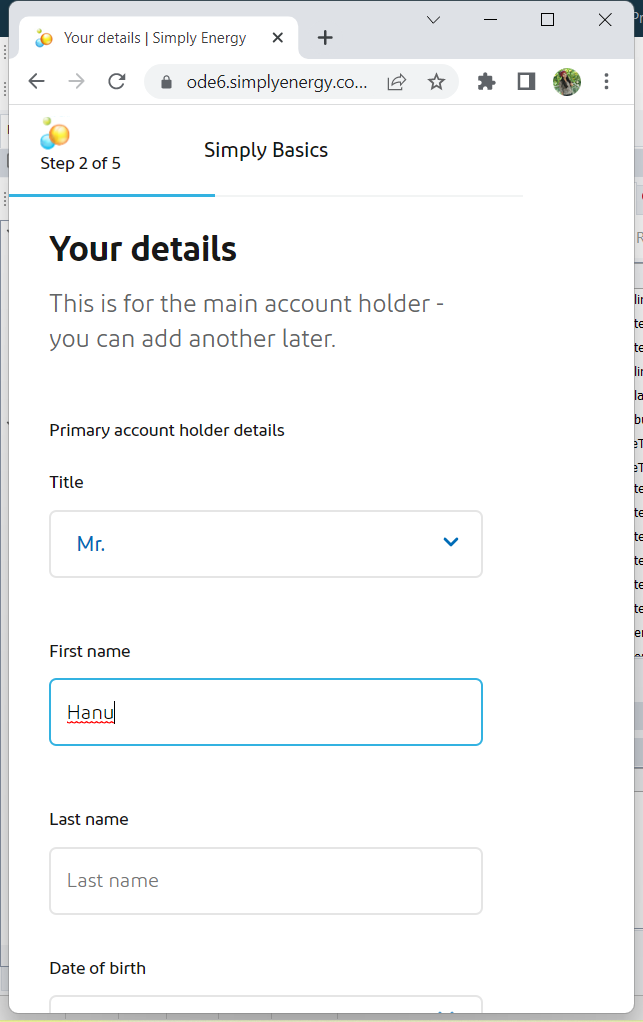 Your details | Simply Energy
ode6.simplyenergy.co...
Step 2 of 5
Simply Basics
Your details
This is for the main account holder -
you can add another later.
Primary account holder details
Title
Mr.
First name
Hanu
Last name
Last name
Date of birth